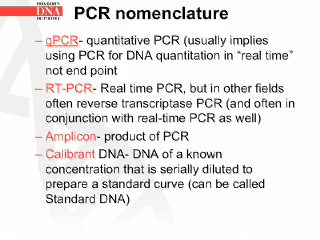 PRESIDENT'S
DNA
INITIATIVE
PCR nomenclature
– qPCR- quantitative PCR (usually implies
using PCR for DNA quantitation in “real time”
not end point
– RT-PCR- Real time PCR, but in other fields
often reverse transcriptase PCR (and often in
conjunction with real-time PCR as well)
– Amplicon- product of PCR
– Calibrant DNA- DNA of a known
concentration that is serially diluted to
prepare a standard curve (can be called
Standard DNA)